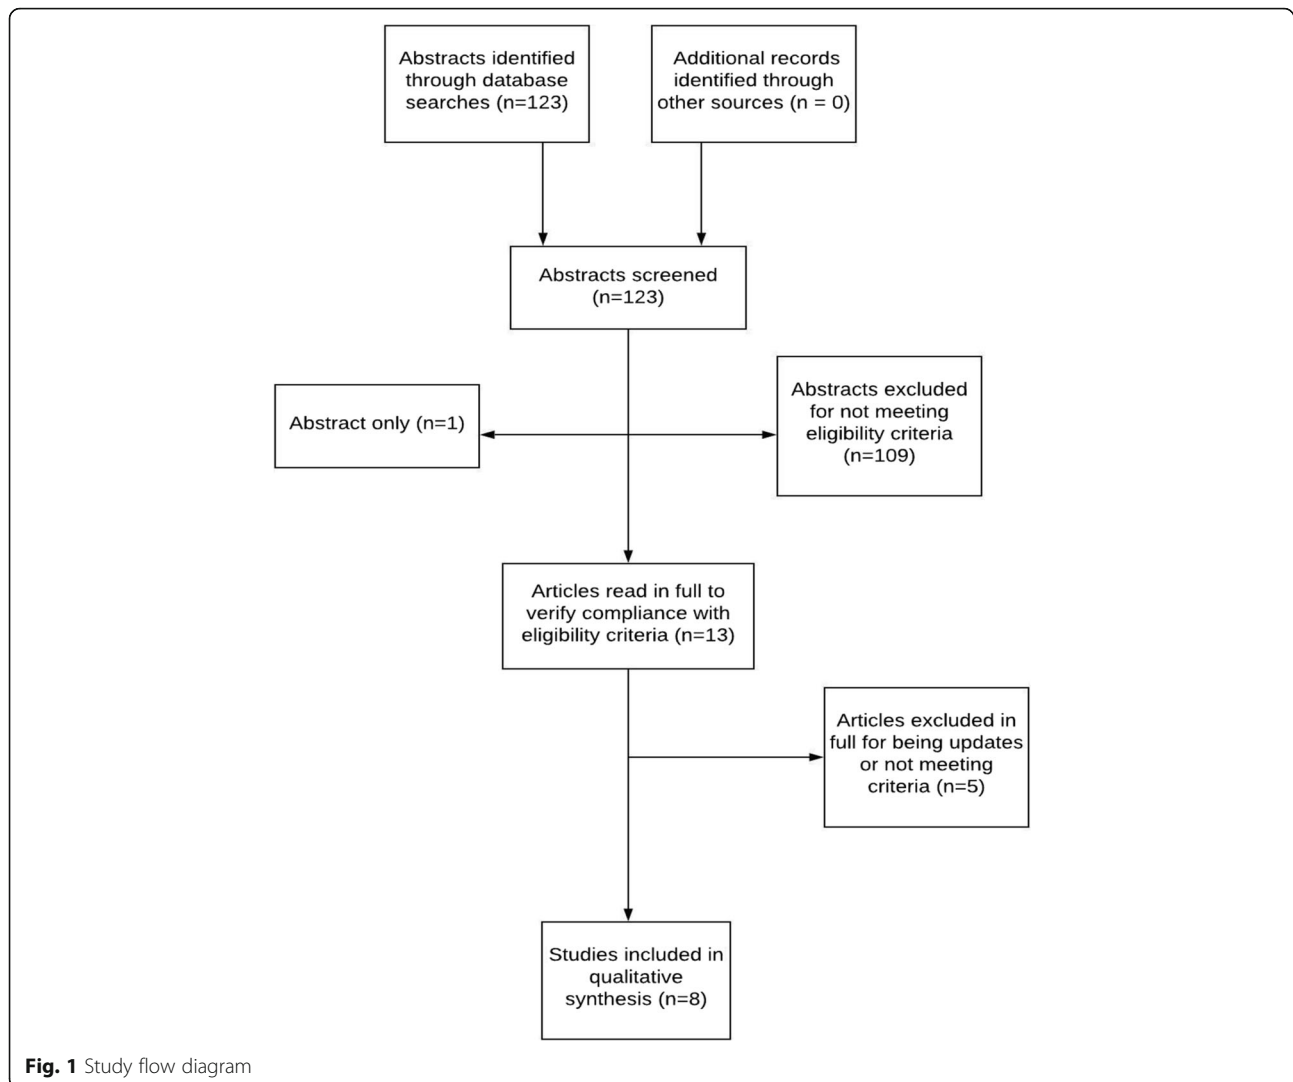 Abstracts identified
through database
searches (n=123)
Additional records
identified through
other sources (n = 0)
Abstracts screened
(n=123)
Abstract only (n=1)
Abstracts excluded
for not meeting
eligibility criteria
(n=109)
Articles read in full to
verify compliance with
eligibility criteria (n=13)
Articles excluded in
full for being updates
or not meeting
criteria (n=5)
Studies included in
qualitative
synthesis (n=8)
Fig. 1 Study flow diagram